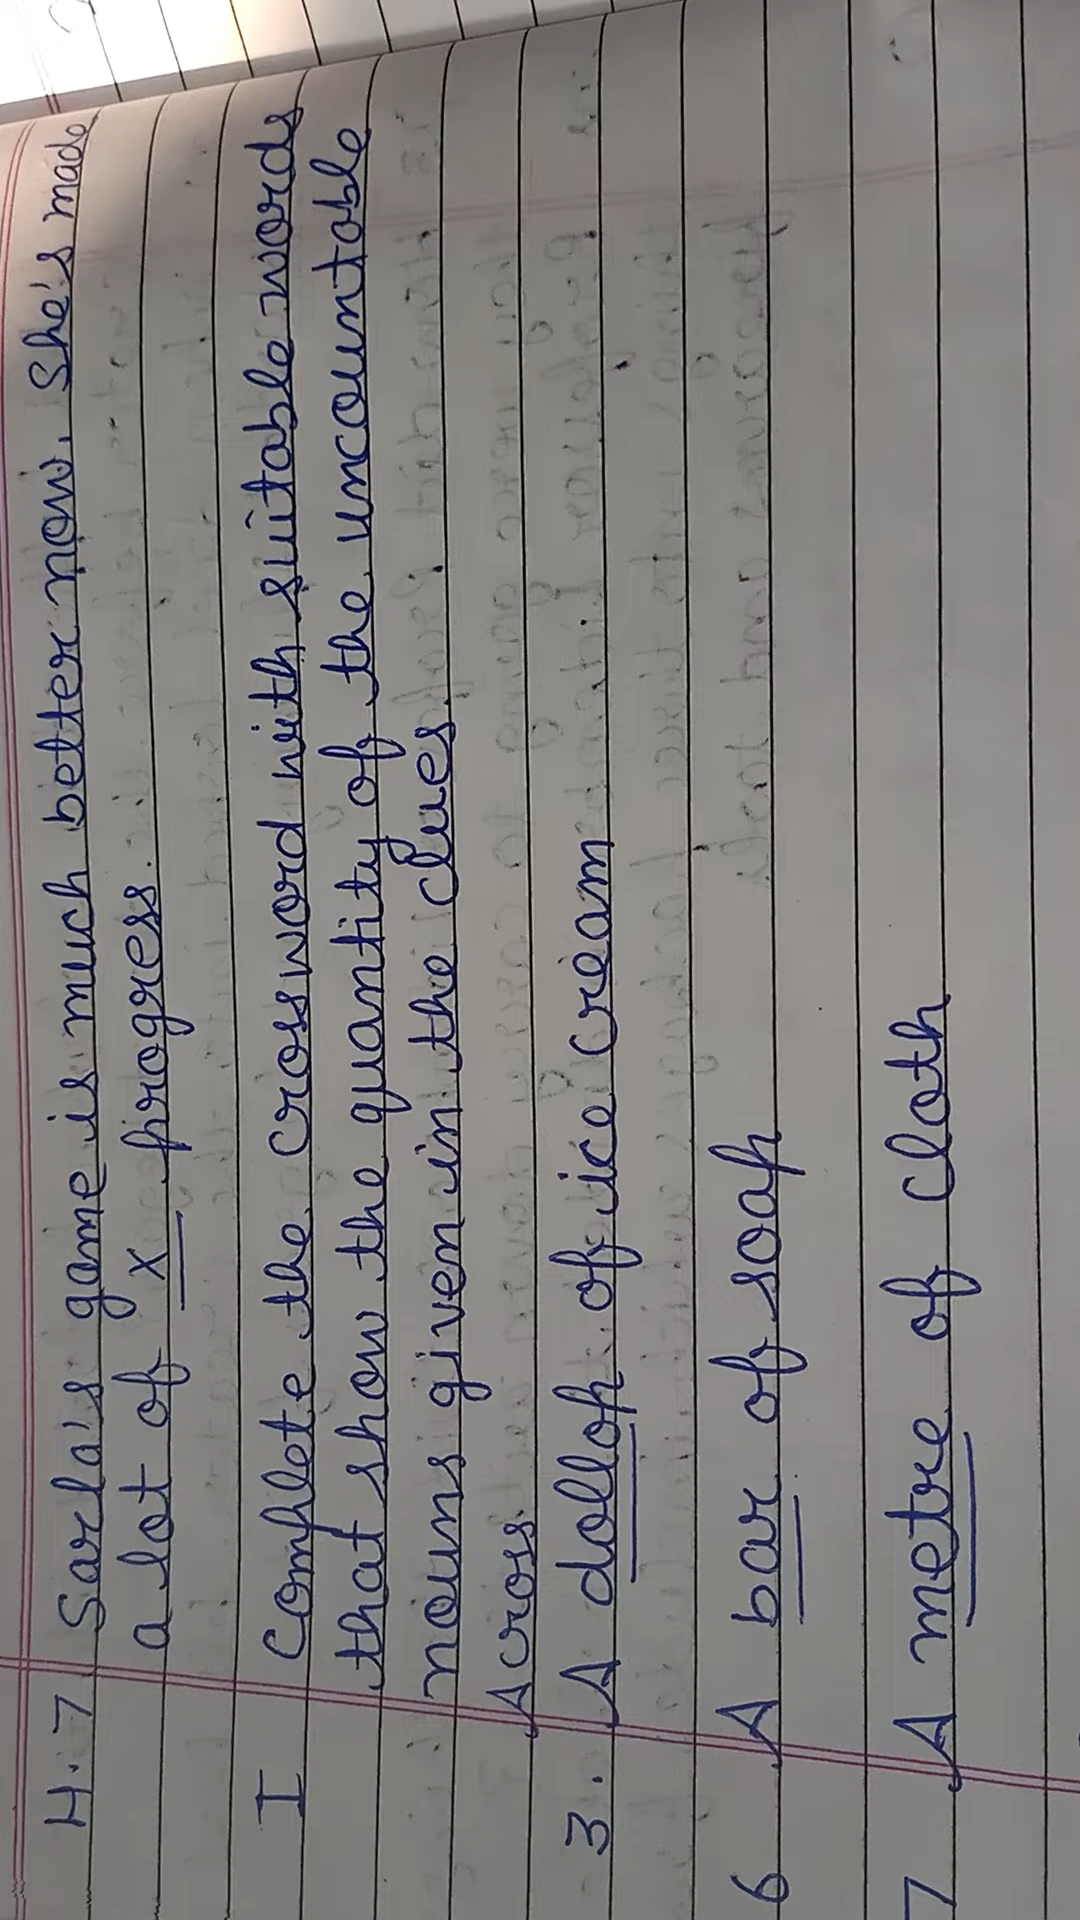 H.7 Sarla's game is much better now. She's made
a lot of x progress.
I Complete the crossword with suitable words
that show the quantity of the uncountable
nouns given in the clues.
Across
3. A dollop of ice cream
6 A bar of soap
7 A metre of cloth